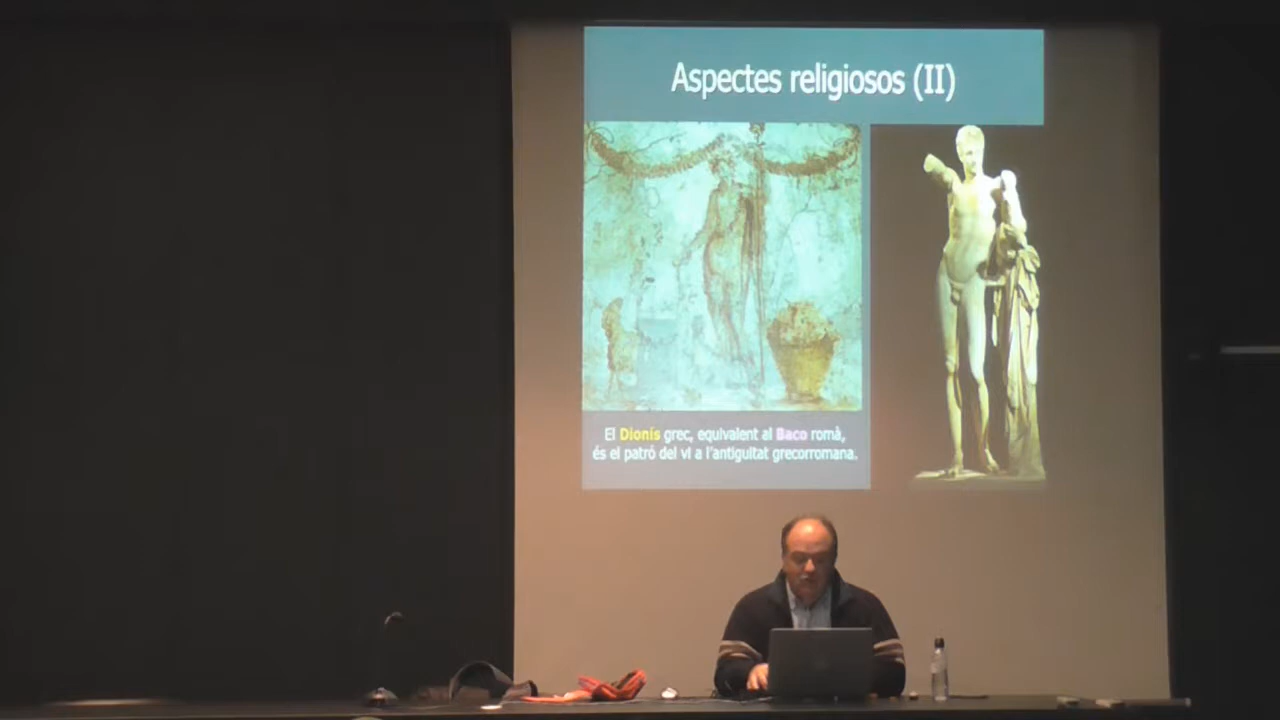 Aspectes religiosos (II)
El Dionís grec, equivalent al Baco romà,
és el patró del vi a l'antiguitat grecorromana.